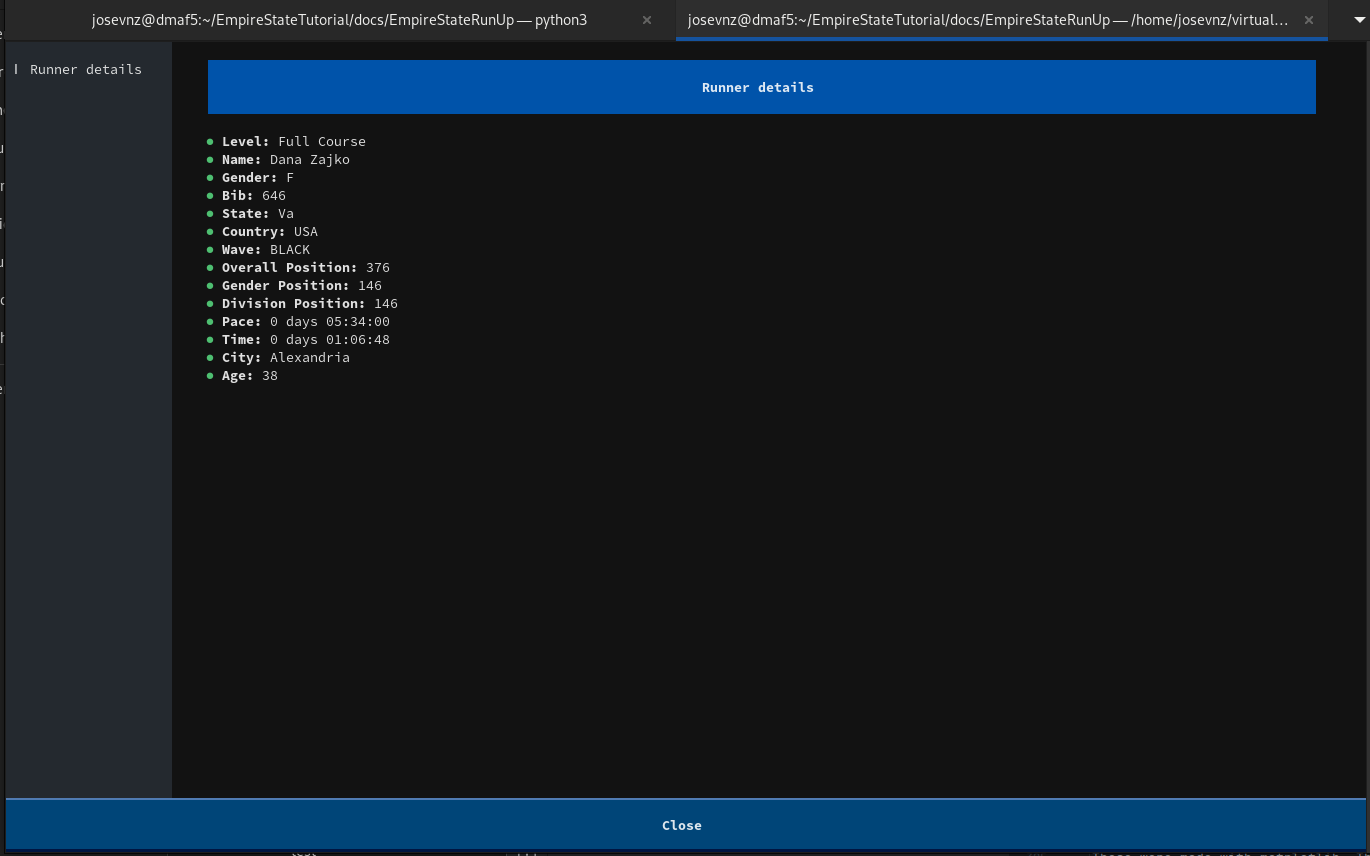 josevnz@dmaf5:~/EmpireStateTutorial/docs/EmpireStateRunUp — python3
josevnz@dmaf5:~/EmpireStateTutorial/docs/EmpireStateRunUp — /home/josevnz/virtual…
Runner details
Runner details
Level: Full Course
Name: Dana Zajko
Gender: F
Bib: 646
State: Va
Country: USA
Wave: BLACK
Overall Position: 376
Gender Position: 146
Division Position: 146
Pace: 0 days 05:34:00
Time: 0 days 01:06:48
City: Alexandria
Age: 38
Close